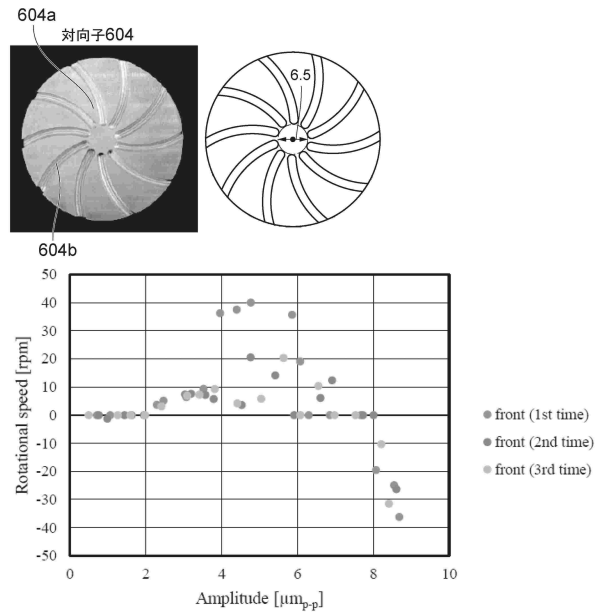 604a
対向子604
6.5
604b
50
40
30
20
10
0
-10
-20
-30
-40
-50
Rotational speed [rpm]
0 2 4 6 8 10
Amplitude [μmp-p]
front (1st time)
front (2nd time)
front (3rd time)